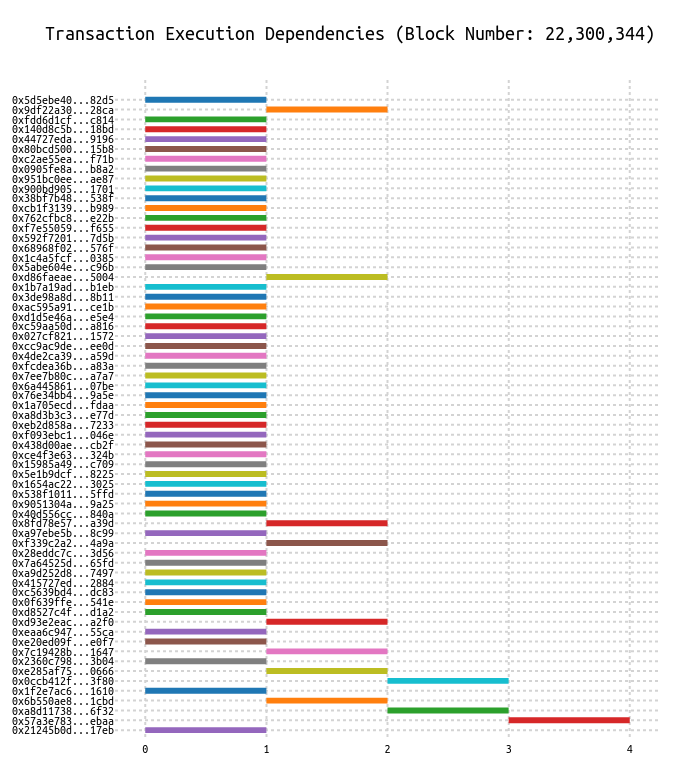 Transaction Execution Dependencies (Block Number: 22,300,344)
0x5d5ebe40...82d5
0x9df22a30...28ca
0xfdd6d1cf...c814
0x140d8c5b...18bd
0x44727eda...9196
0x80bcd500...15b8
0xc2ae55ea...f71b
0x0905fe8a...b8a2
0x951bc0ee...ae87
0x900bd905...1701
0x38bf7b48...538f
0xcb1f3139...b989
0x762cfbc8...e22b
0xf7e55059...f655
0x592f7201...7d5b
0x68968f02...576f
0x1c4a5fcf...0385
0x5abe604e...c96b
0xd86faeae...5004
0x1b7a19ad...b1eb
0x3de98a8d...8b11
0xac595a91...ce1b
0xd1d5e46a...e5e4
0xc59aa50d...a816
0x027cf821...1572
0xcc9ac9de...ee0d
0x4de2ca39...a59d
0xfcdea36b...a83a
0x7ee7b80c...a7a7
0x6a445861...07be
0x76e34bb4...9a5e
0x1a705ecd...fdaa
0xa8d3b3c3...e77d
0xeb2d858a...7233
0xf093ebc1...046e
0x438d00ae...cb2f
0xce4f3e63...324b
0x15985a49...c709
0x5e1b9dcf...8225
0x1654ac22...3025
0x538f1011...5ffd
0x9051304a...9a25
0x40d556cc...840a
0x8fd78e57...a39d
0xa97ebe5b...8c99
0xf339c2a2...4a9a
0x28eddc7c...3d56
0x7a64525d...65fd
0xa9d252d8...7497
0x415727ed...2884
0xc5639bd4...dc83
0x0f639ffe...541e
0xd8527c4f...d1a2
0xd93e2eac...a2f0
0xeaa6c947...55ca
0xe20ed09f...e0f7
0x7c19428b...1647
0x2360c798...3b04
0xe285af75...0666
0x0ccb412f...3f80
0x1f2e7ac6...1610
0x6b550ae8...1cbd
0xa8d11738...6f32
0x57a3e783...ebaa
0x21245b0d...17eb
0 1 2 3 4